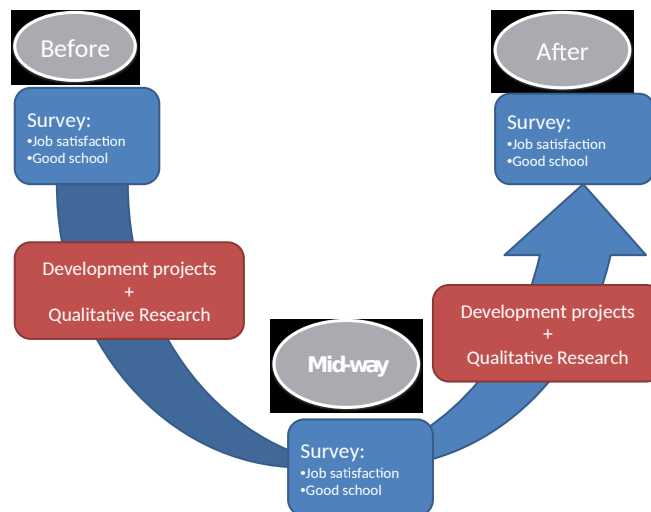 Before
Survey:
•Job satisfaction
•Good school
Development projects
+
Qualitative Research
Mid-way
Survey:
•Job satisfaction
•Good school
Development projects
+
Qualitative Research
After
Survey:
•Job satisfaction
•Good school